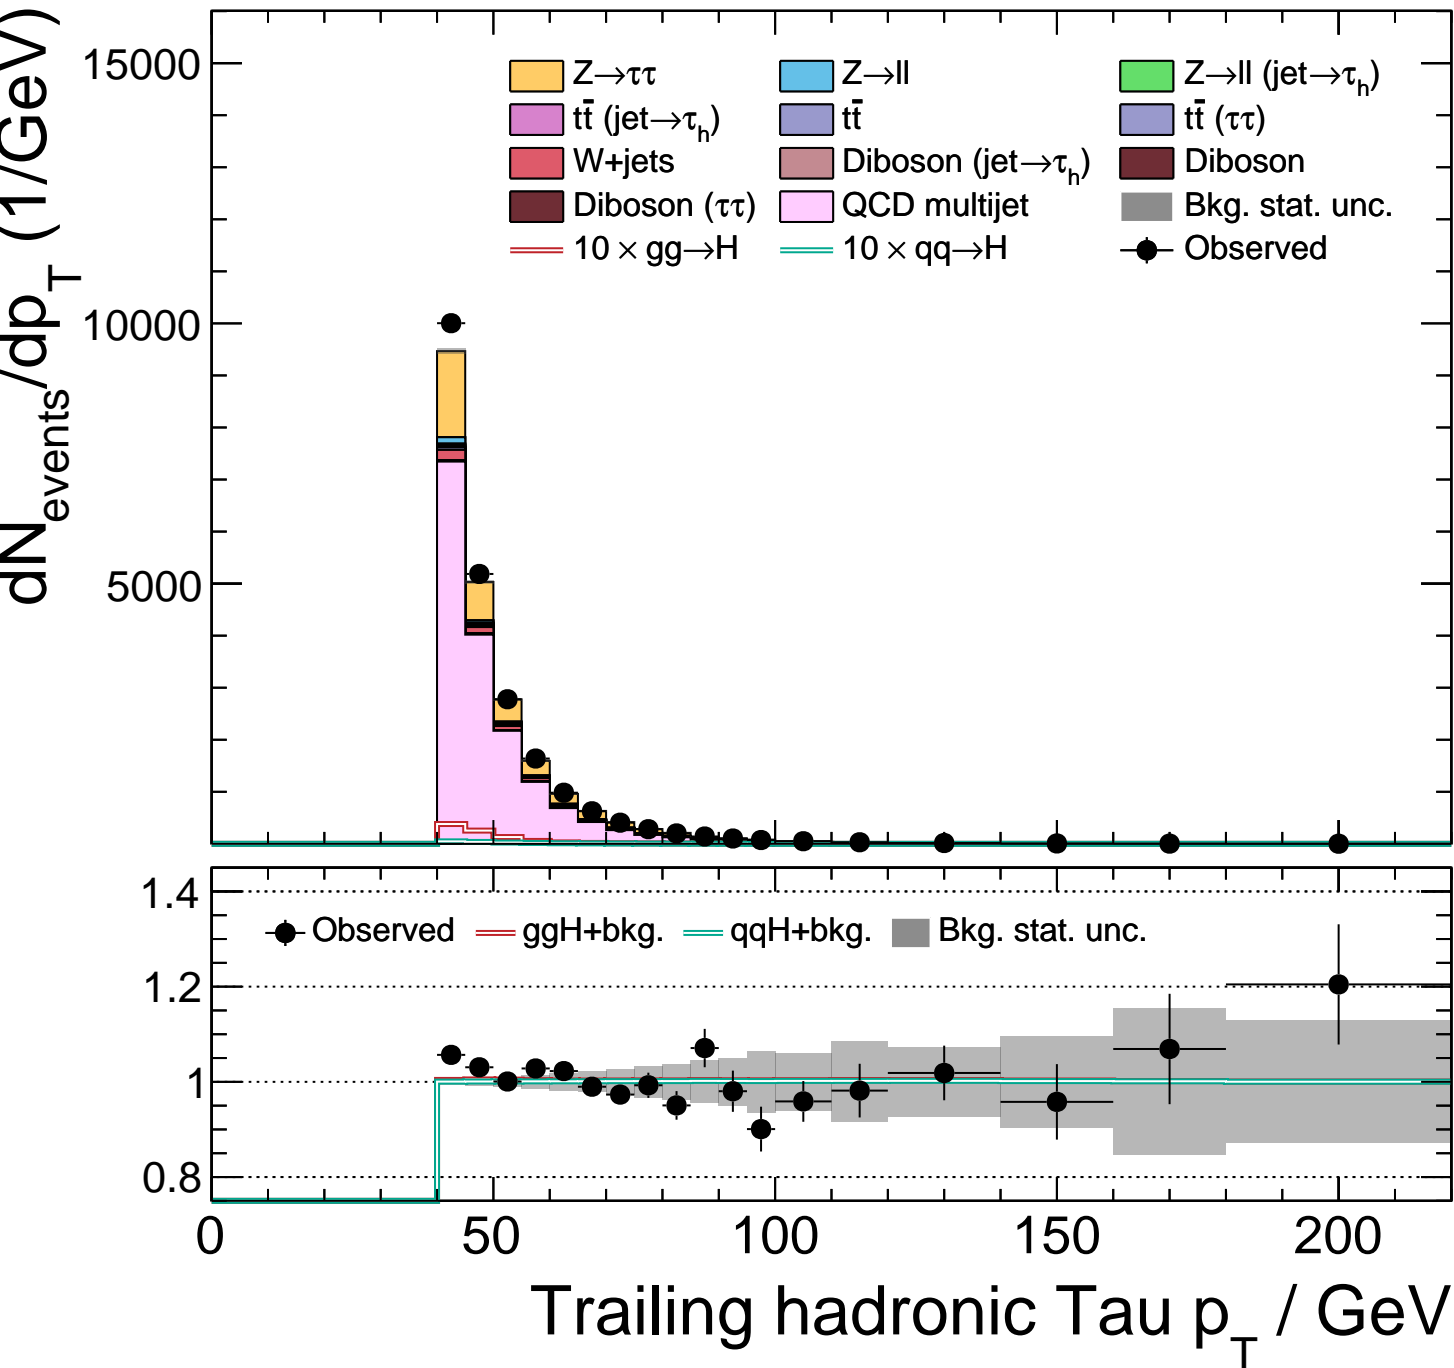 dN_events/dp_T (1/GeV)
15000
10000
5000
Z→ττ Z→ll Z→ll (jet→τ_h)
tt̄ (jet→τ_h) tt̄ tt̄ (ττ)
W+jets Diboson (jet→τ_h) Diboson
Diboson (ττ) QCD multijet Bkg. stat. unc.
10 × gg→H 10 × qq→H Observed
1.4
Observed ggH+bkg. qqH+bkg. Bkg. stat. unc.
1.2
1
0.8
0 50 100 150 200
Trailing hadronic Tau p_T / GeV